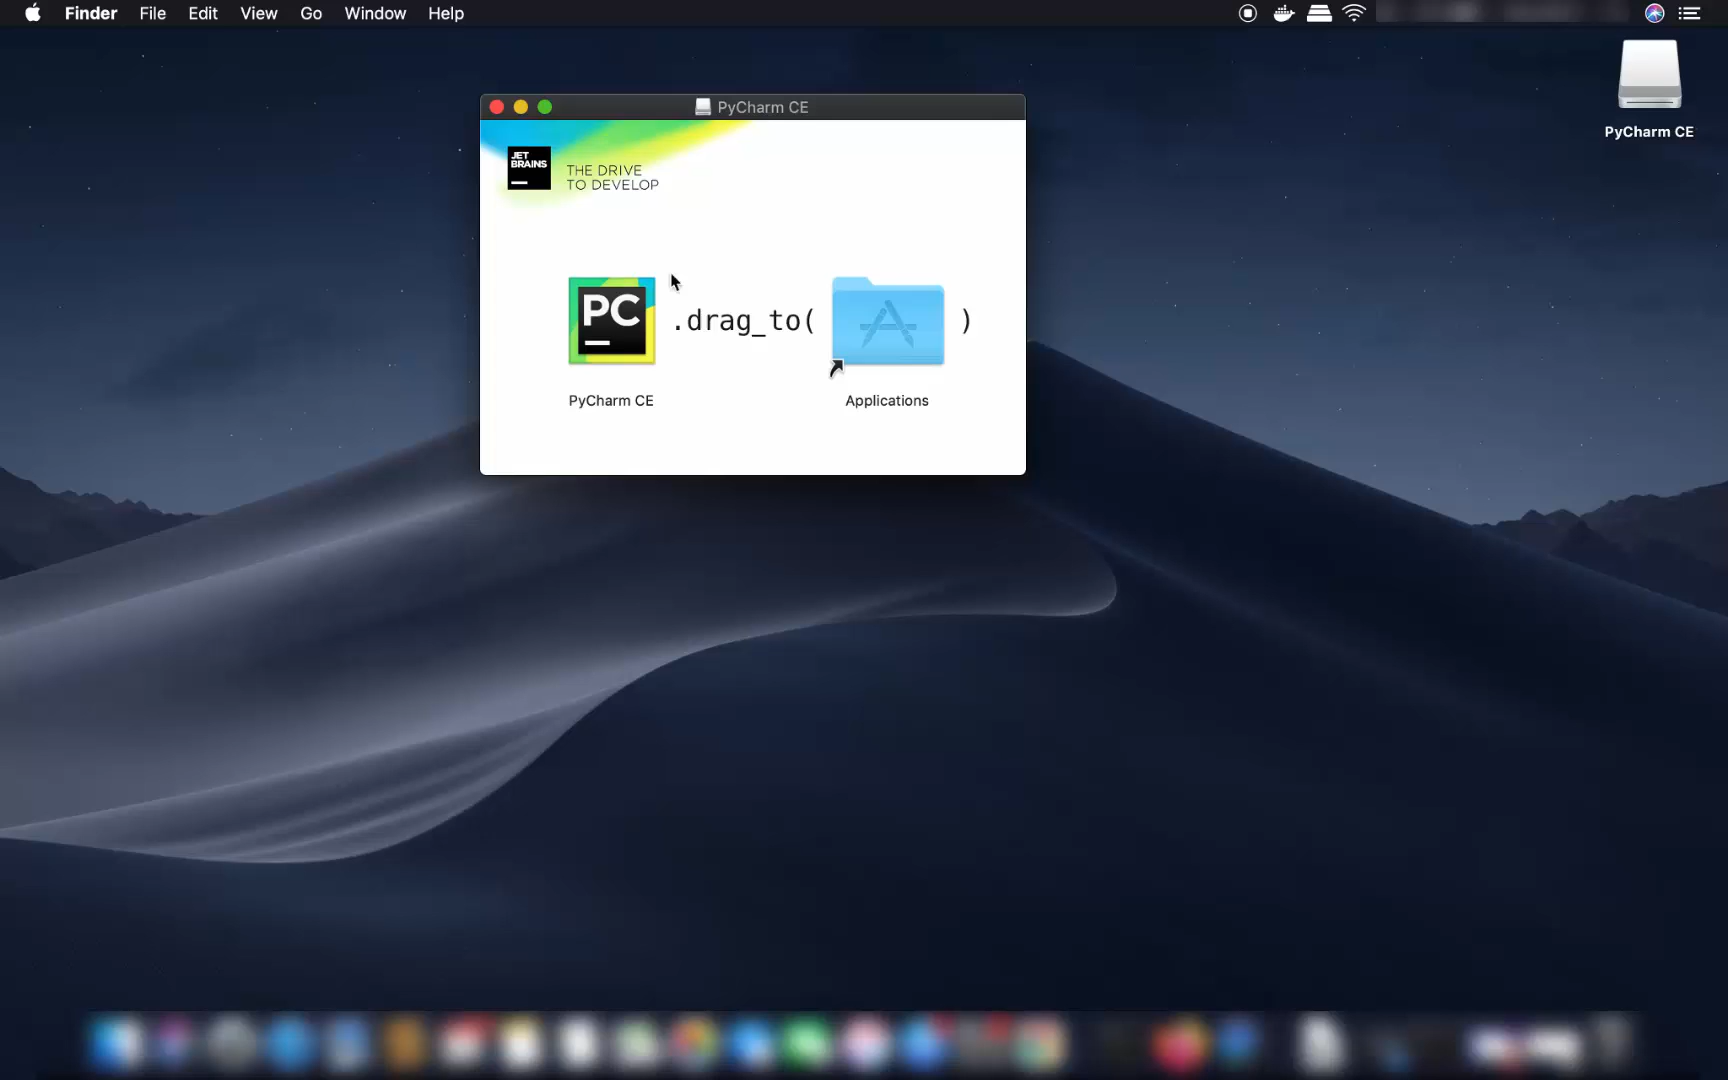 Finder File Edit View Go Window Help
PyCharm CE
PyCharm CE
JET
BRAINS
THE DRIVE
TO DEVELOP
PC
.drag_to( )
PyCharm CE
Applications